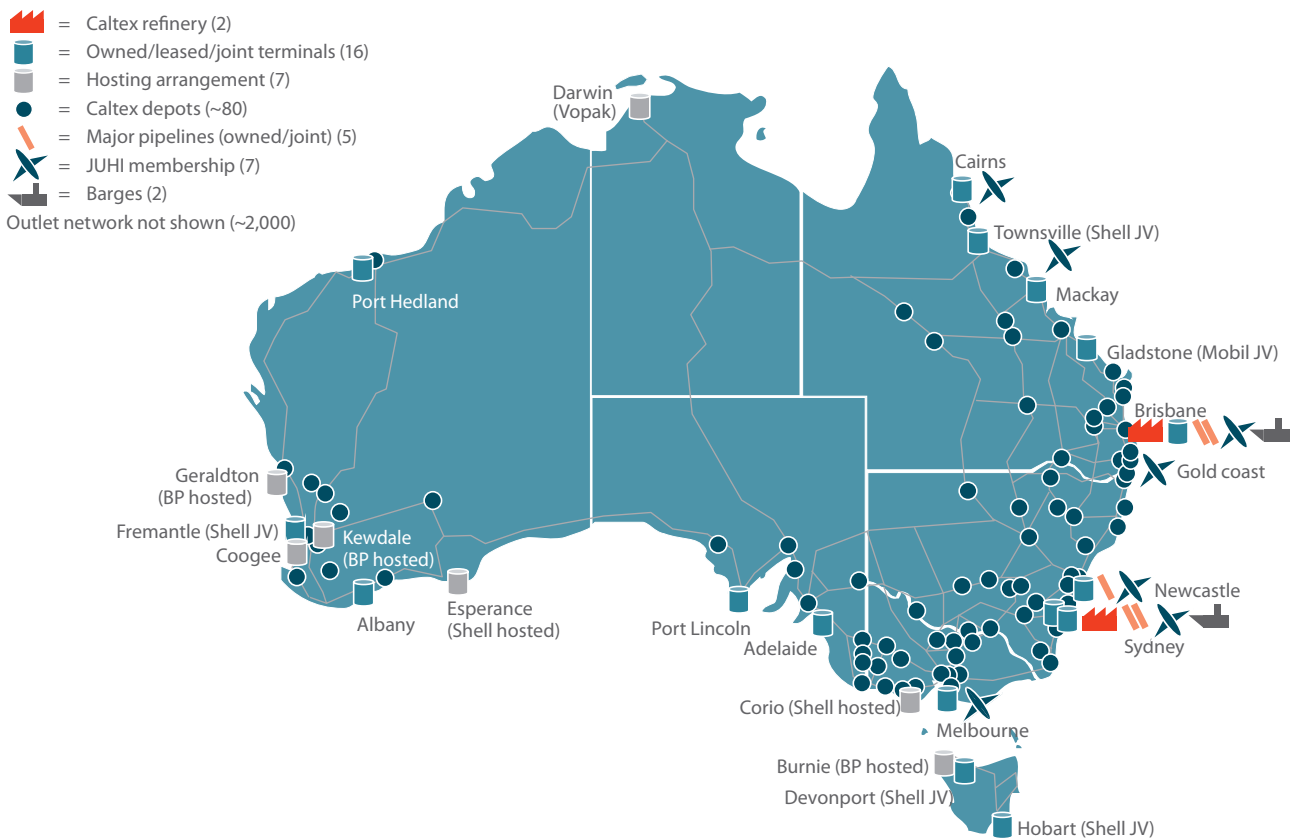 = Caltex refinery (2)
= Owned/leased/joint terminals (16)
= Hosting arrangement (7)
= Caltex depots (~80)
= Major pipelines (owned/joint) (5)
= JUHI membership (7)
= Barges (2)
Outlet network not shown (~2,000)
Darwin
(Vopak)
Cairns
Townsville (Shell JV)
Port Hedland
Mackay
Gladstone (Mobil JV)
Brisbane
Gold coast
Geraldton
(BP hosted)
Fremantle (Shell JV)
Coogee
Kewdale
(BP hosted)
Albany
Esperance
(Shell hosted)
Port Lincoln
Adelaide
Newcastle
Sydney
Corio (Shell hosted)
Melbourne
Burnie (BP hosted)
Devonport (Shell JV)
Hobart (Shell JV)